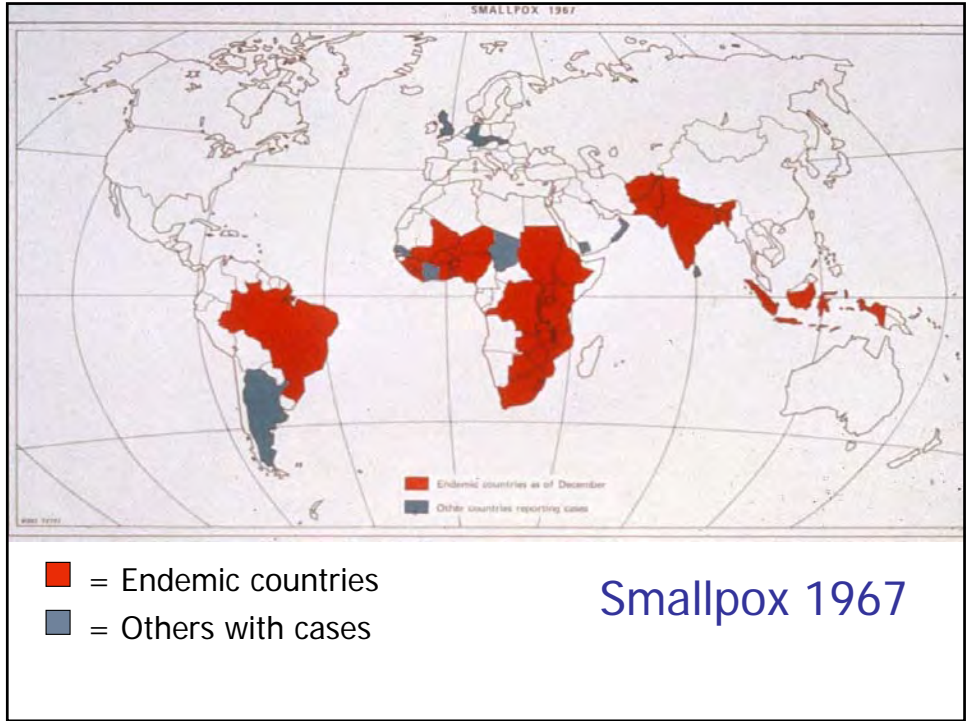 SMALLPOX 1967
Endemic countries as of December
Other countries reporting cases
= Endemic countries
= Others with cases
Smallpox 1967